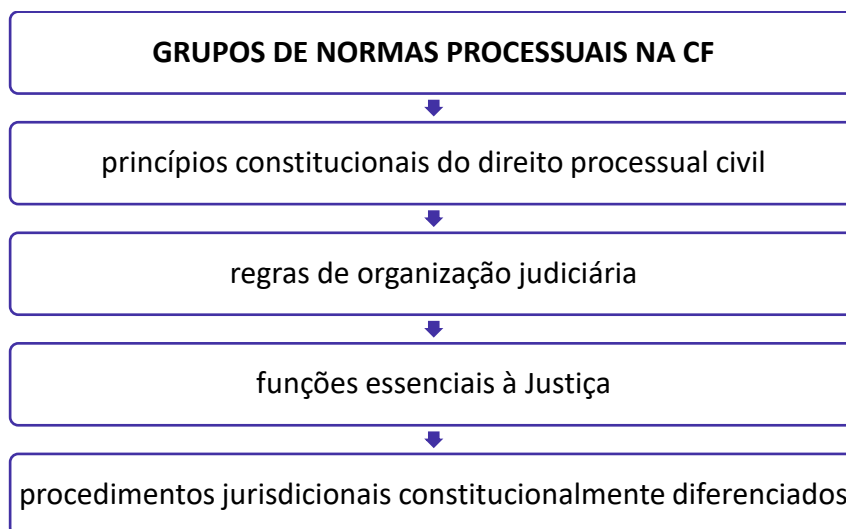 GRUPOS DE NORMAS PROCESSUAIS NA CF
princípios constitucionais do direito processual civil
regras de organização judiciária
funções essenciais à Justiça
procedimentos jurisdicionais constitucionalmente diferenciados